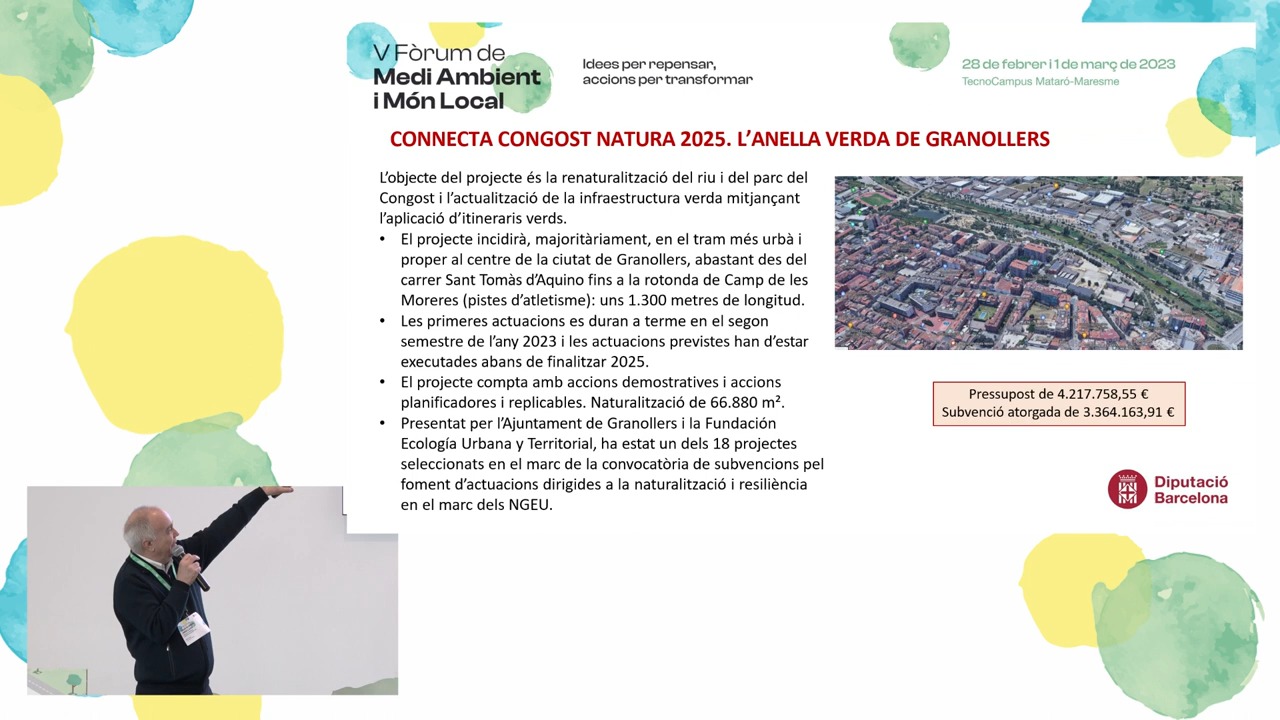 V Fòrum de
Medi Ambient
i Món Local
Idees per repensar,
accions per transformar
28 de febrer i 1 de març de 2023
TecnoCampus Mataró-Maresme
CONNECTA CONGOST NATURA 2025. L’ANELLA VERDA DE GRANOLLERS
L’objecte del projecte és la renaturalització del riu i del parc del
Congost i l’actualització de la infraestructura verda mitjançant
l’aplicació d’itineraris verds.
• El projecte incidirà, majoritàriament, en el tram més urbà i
proper al centre de la ciutat de Granollers, abastant des del
carrer Sant Tomàs d’Aquino fins a la rotonda de Camp de les
Moreres (pistes d’atletisme): uns 1.300 metres de longitud.
• Les primeres actuacions es duran a terme en el segon
semestre de l’any 2023 i les actuacions previstes han d’estar
executades abans de finalitzar 2025.
• El projecte compta amb accions demostratives i accions
planificadores i replicables. Naturalització de 66.880 m².
• Presentat per l’Ajuntament de Granollers i la Fundación
Ecología Urbana y Territorial, ha estat un dels 18 projectes
seleccionats en el marc de la convocatòria de subvencions pel
foment d’actuacions dirigides a la naturalització i resiliència
en el marc dels NGEU.
Pressupost de 4.217.758,55 €
Subvenció atorgada de 3.364.163,91 €
Diputació
Barcelona